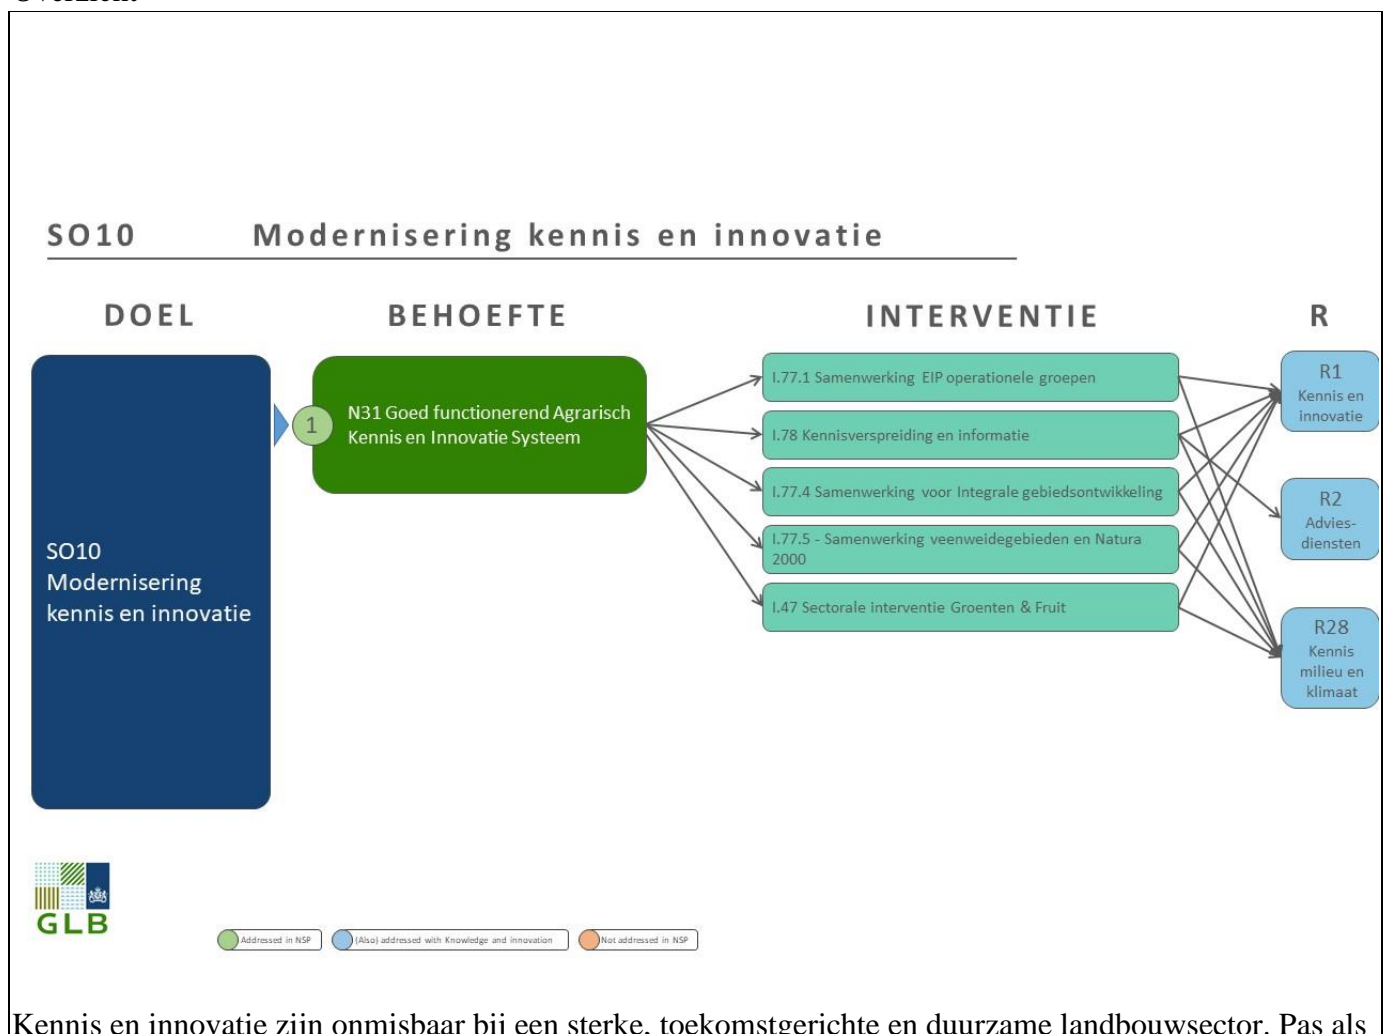 Overzicht
SO10 Modernisering kennis en innovatie
DOEL BEHOEFTE INTERVENTIE R
SO10
Modernisering
kennis en innovatie
1
N31 Goed functionerend Agrarisch
Kennis en Innovatie Systeem
I.77.1 Samenwerking EIP operationele groepen
I.78 Kennisverspreiding en informatie
I.77.4 Samenwerking voor Integrale gebiedsontwikkeling
I.77.5 - Samenwerking veenweidegebieden en Natura
2000
I.47 Sectorale interventie Groenten & Fruit
R1
Kennis en
innovatie
R2
Advies-
diensten
R28
Kennis
milieu en
klimaat
GLB
Addressed in NSP
(Also) addressed with Knowledge and innovation
Not addressed in NSP
Kennis en innovatie zijn onmisbaar bij een sterke, toekomstgerichte en duurzame landbouwsector. Pas als